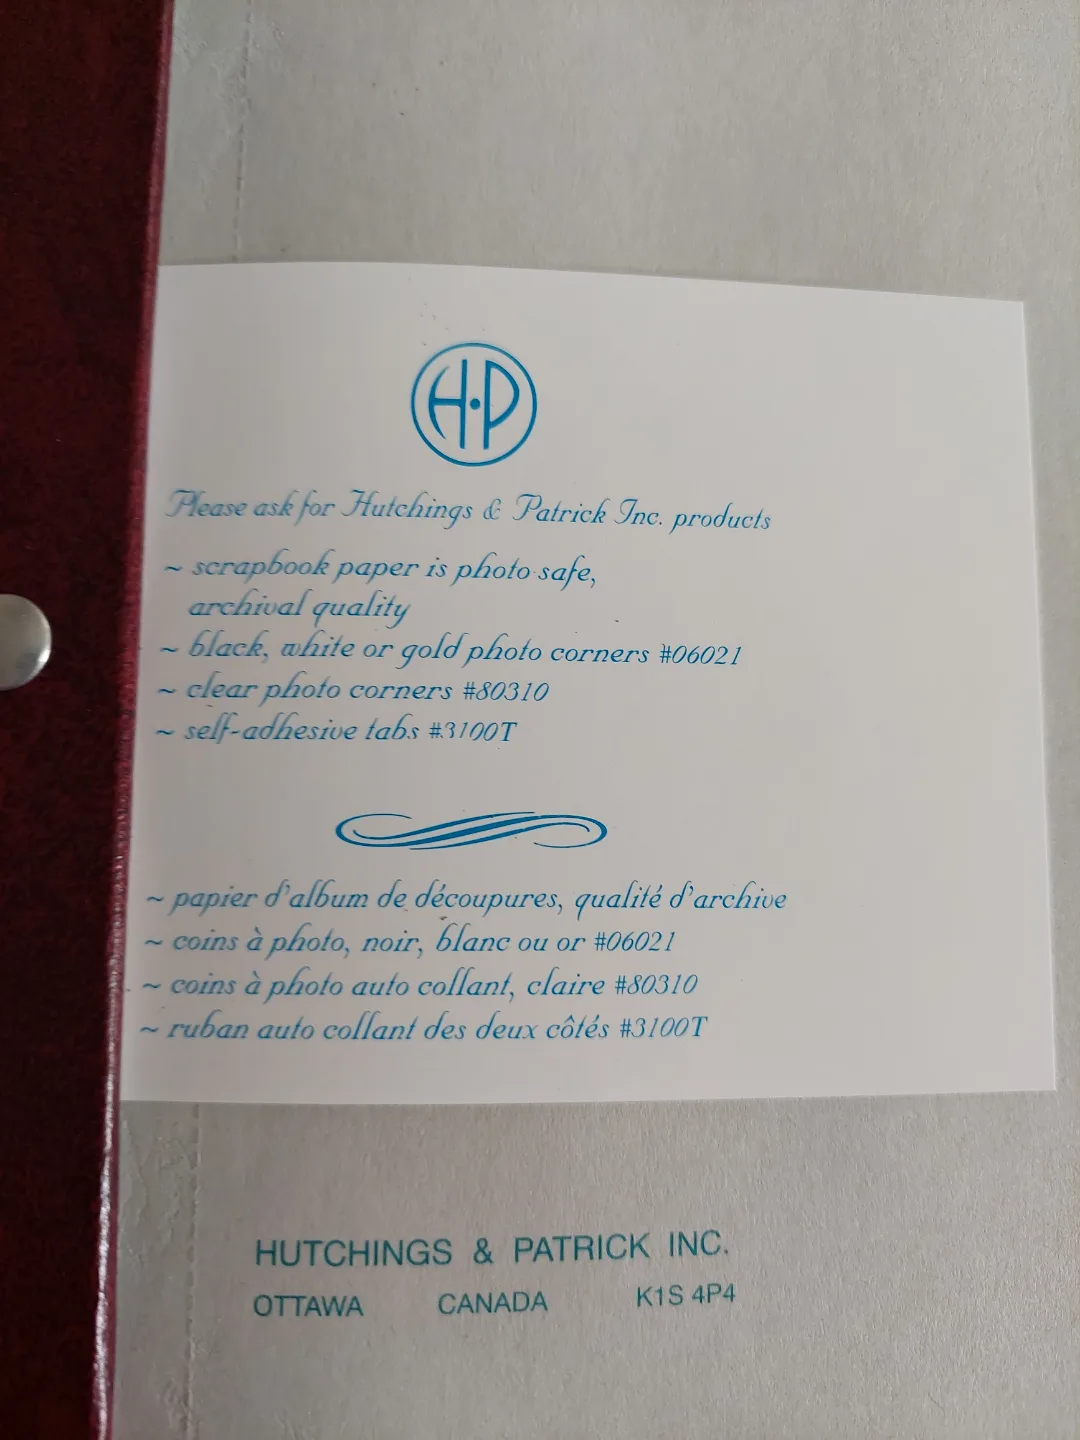 H·P
Please ask for Hutchings & Patrick Inc. products
~ scrapbook paper is photo safe,
archival quality
~ black, white or gold photo corners #06021
~ clear photo corners #80310
~ self-adhesive tabs #3100T
~ papier d'album de découpures, qualité d'archive
~ coins à photo, noir, blanc ou or #06021
~ coins à photo auto collant, claire #80310
~ ruban auto collant des deux côtés #3100T
HUTCHINGS & PATRICK INC.
OTTAWA CANADA K1S 4P4